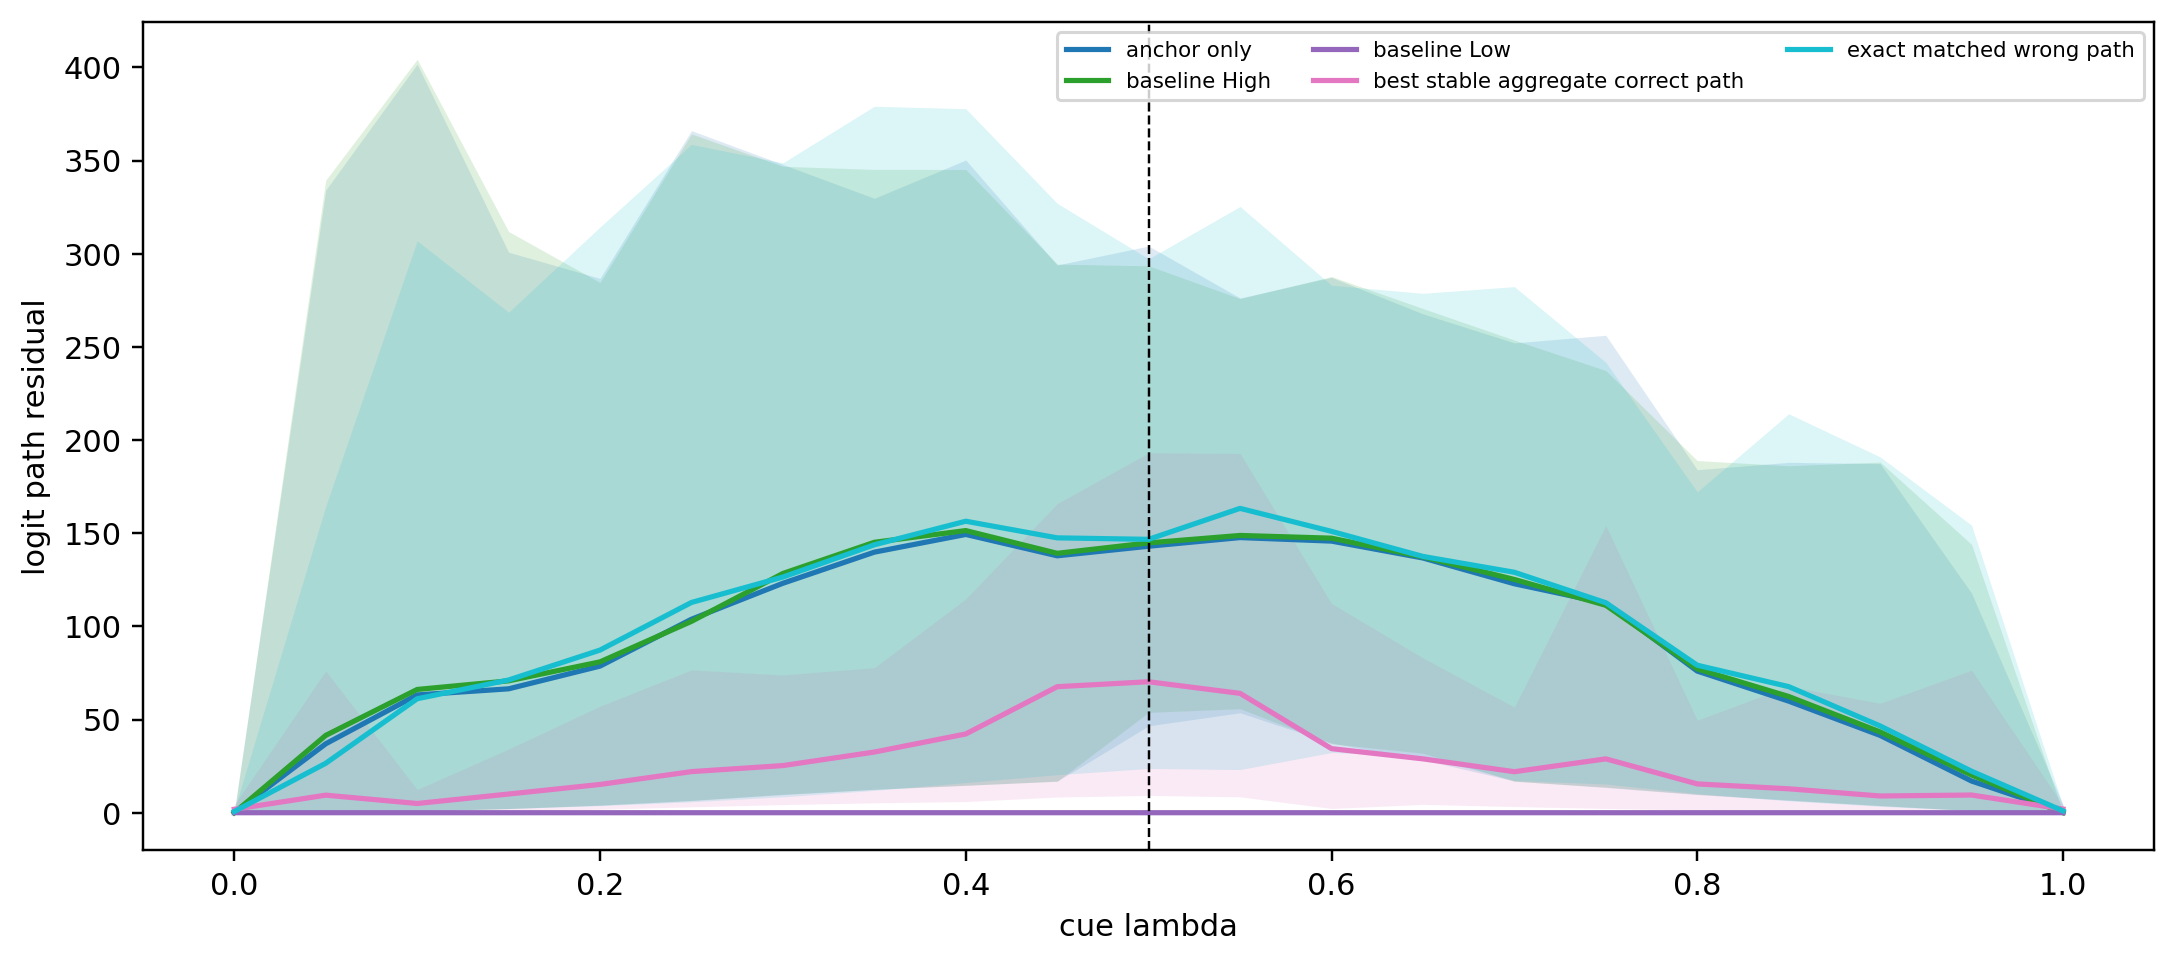 anchor only
baseline High
baseline Low
best stable aggregate correct path
exact matched wrong path
logit path residual
400
350
300
250
200
150
100
50
0
0.0 0.2 0.4 0.6 0.8 1.0
cue lambda